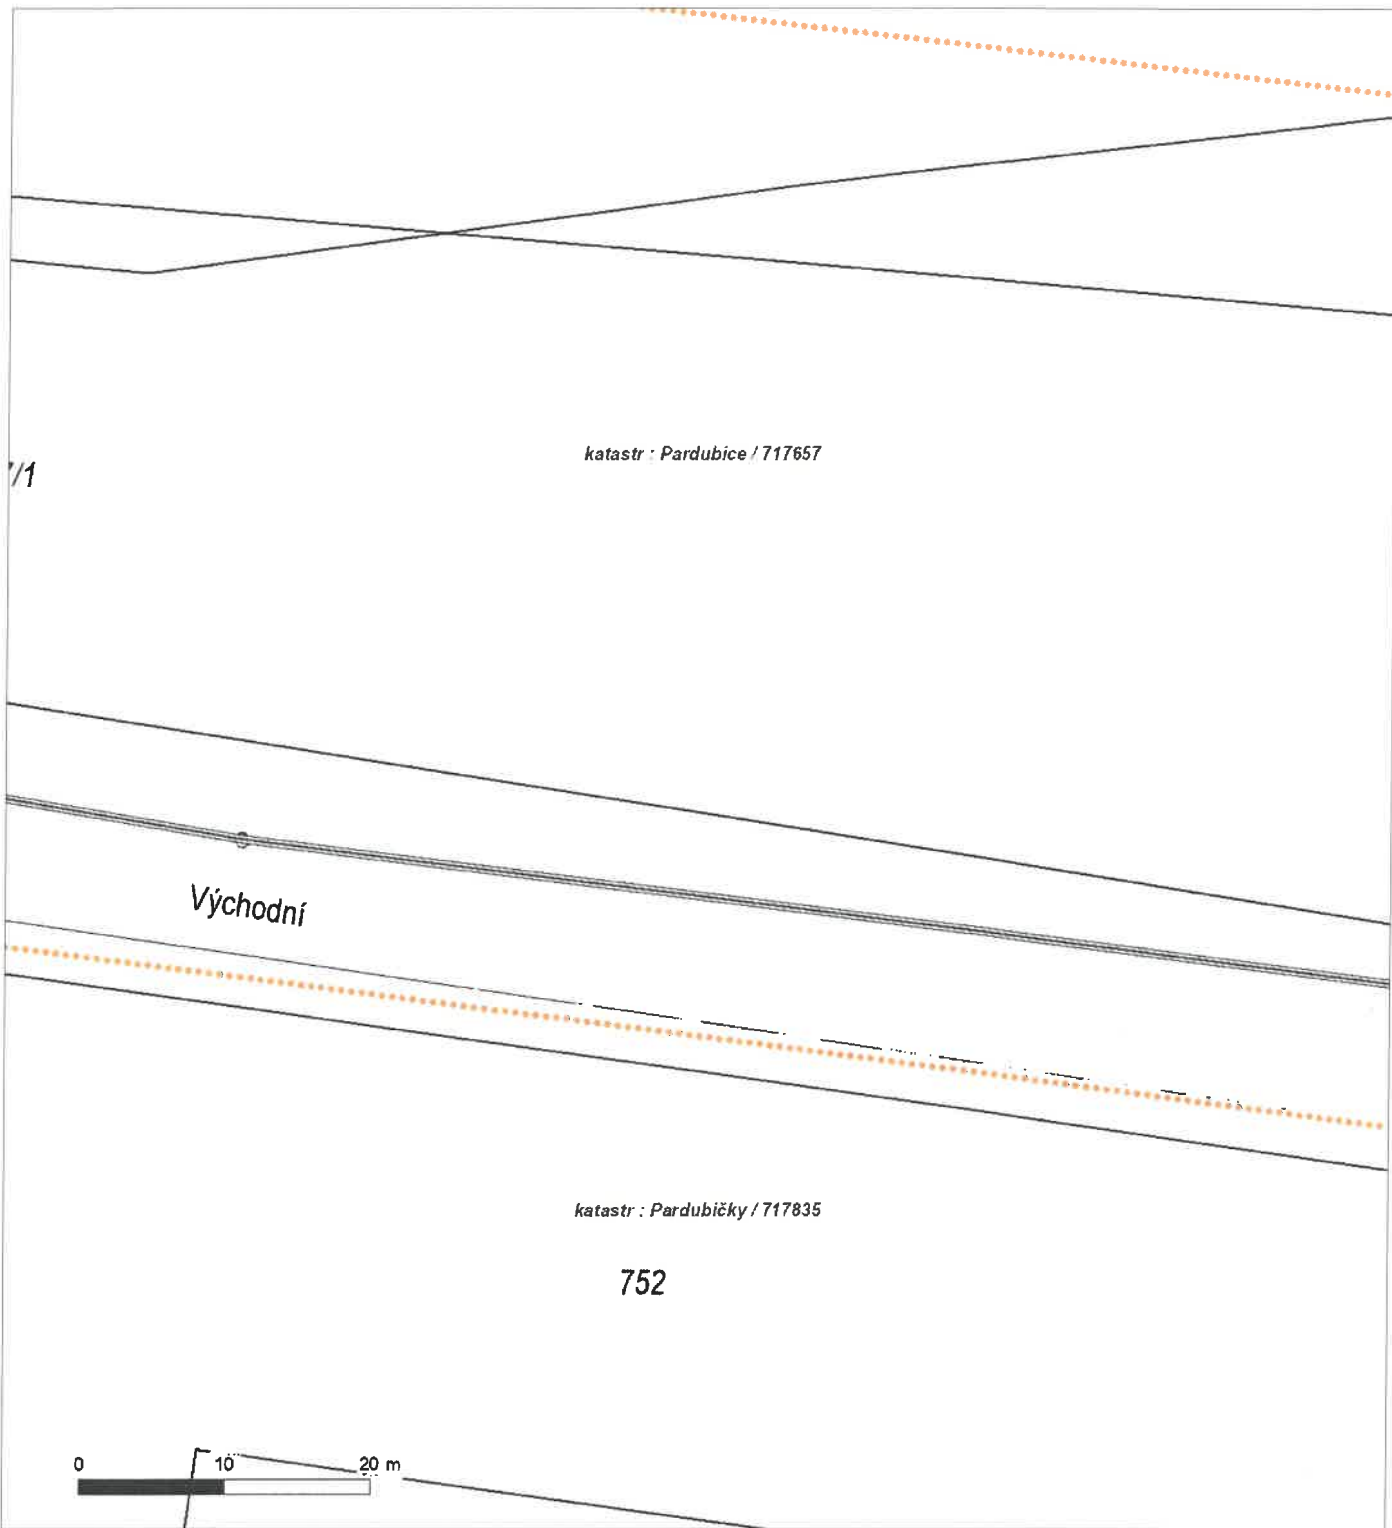 katastr : Pardubice / 717657
/1
Východní
katastr : Pardubičky / 717835
752
0 10 20 m